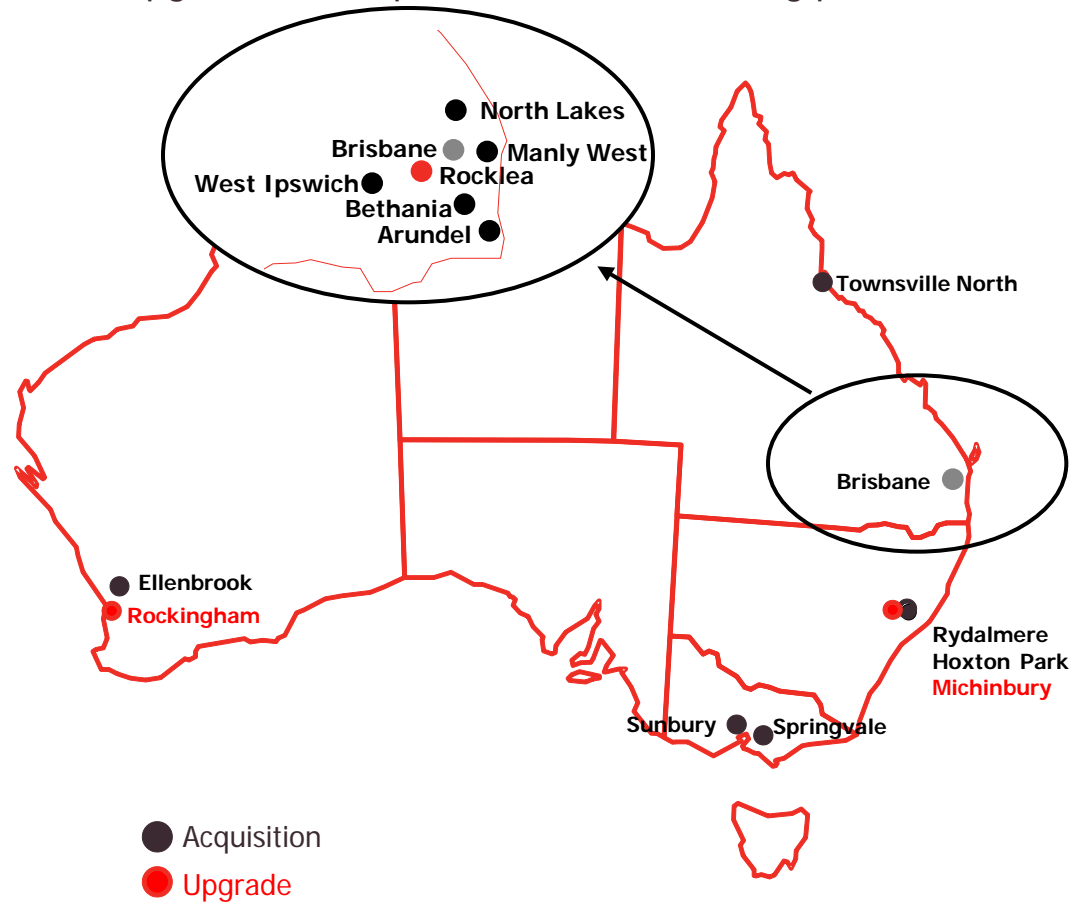 North Lakes
Brisbane
Manly West
Rocklea
West Ipswich
Bethania
Arundel
Townsville North
Brisbane
Ellenbrook
Rockingham
Rydalmere
Hoxton Park
Michinbury
Sunbury
Springvale
Acquisition
Upgrade